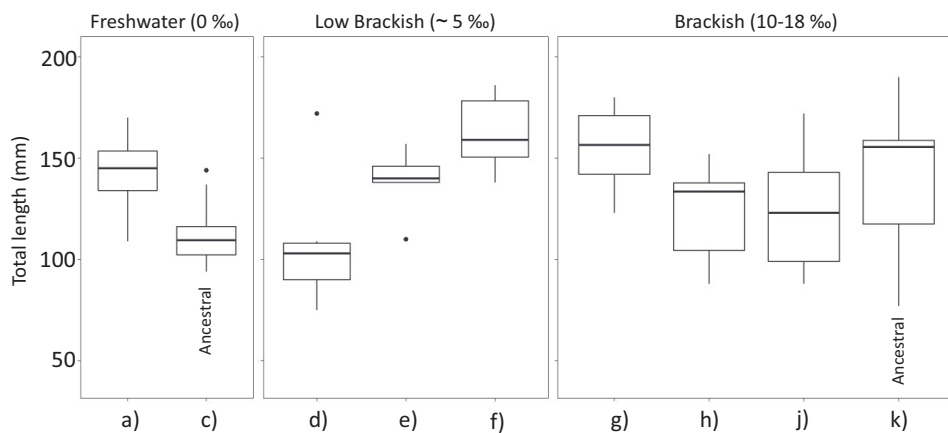 Freshwater (0 ‰)
Low Brackish (~ 5 ‰)
Brackish (10-18 ‰)
Total length (mm)
200
150
100
50
Ancestral
Ancestral
a)
c)
d)
e)
f)
g)
h)
j)
k)